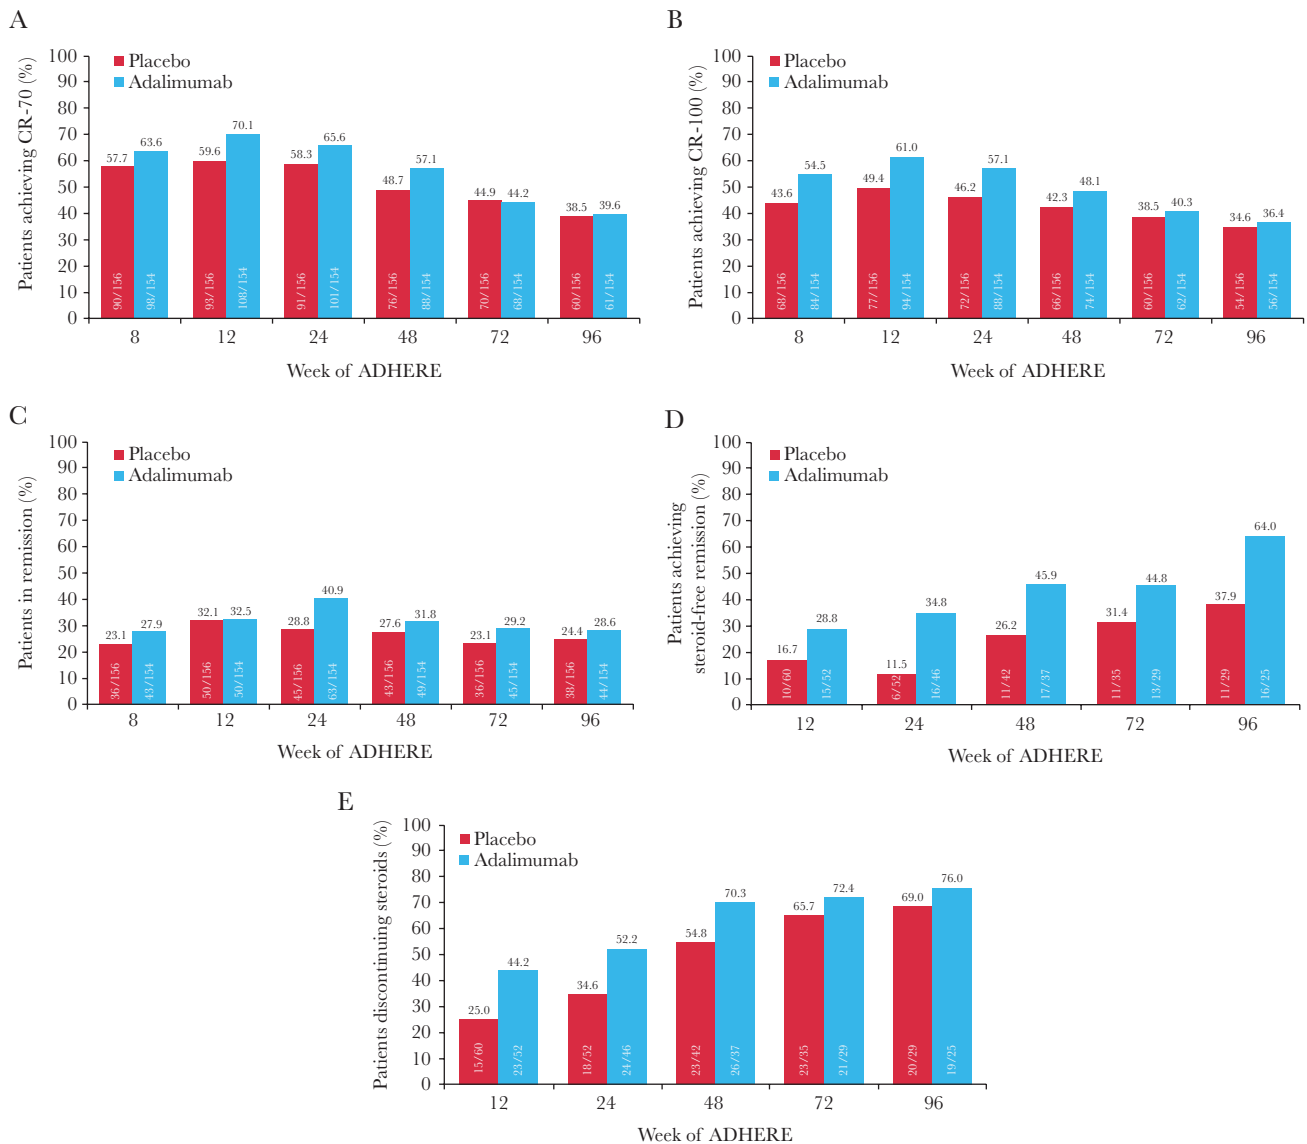 A
Patients achieving CR-70 (%)
100
90
80
70
60
50
40
30
20
10
0
Placebo
Adalimumab
57.7 63.6 59.6 70.1 58.3 65.6 48.7 57.1 44.9 44.2 38.5 39.6
90/156 98/154 93/156 108/154 91/156 101/154 76/156 88/154 70/156 68/154 60/156 61/154
8 12 24 48 72 96
Week of ADHERE
B
Patients achieving CR-100 (%)
100
90
80
70
60
50
40
30
20
10
0
Placebo
Adalimumab
43.6 54.5 49.4 61.0 46.2 57.1 42.3 48.1 38.5 40.3 34.6 36.4
68/156 84/154 77/156 94/154 72/156 88/154 66/156 74/154 60/156 62/154 54/156 56/154
8 12 24 48 72 96
Week of ADHERE
C
Patients in remission (%)
100
90
80
70
60
50
40
30
20
10
0
Placebo
Adalimumab
23.1 27.9 32.1 32.5 28.8 40.9 27.6 31.8 23.1 29.2 24.4 28.6
36/156 43/154 50/156 50/154 45/156 63/154 43/156 49/154 36/156 45/154 38/156 44/154
8 12 24 48 72 96
Week of ADHERE
D
Patients achieving
steroid-free remission (%)
100
90
80
70
60
50
40
30
20
10
0
Placebo
Adalimumab
16.7 28.8 11.5 34.8 26.2 45.9 31.4 44.8 37.9 64.0
10/60 15/52 6/52 16/46 11/42 17/37 11/35 13/29 11/29 16/25
12 24 48 72 96
Week of ADHERE
E
Patients discontinuing steroids (%)
100
90
80
70
60
50
40
30
20
10
0
Placebo
Adalimumab
25.0 44.2 34.6 52.2 54.8 70.3 65.7 72.4 69.0 76.0
15/60 23/52 18/52 24/46 23/42 26/37 23/35 21/29 20/29 19/25
12 24 48 72 96
Week of ADHERE